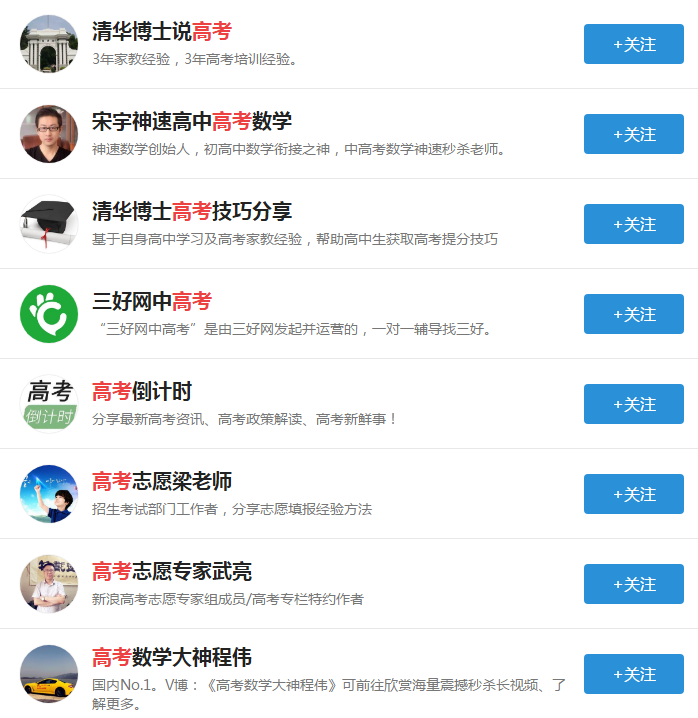 清华博士说高考
3年家教经验，3年高考培训经验。
+关注
宋宇神速高中高考数学
神速数学创始人，初高中数学衔接之神，中高考数学神速秒杀老师。
+关注
清华博士高考技巧分享
基于自身高中学习及高考家教经验，帮助高中生获取高考提分技巧
+关注
三好网中高考
“三好网中高考”是由三好网发起并运营的，一对一辅导找三好。
+关注
高考
倒计时
高考倒计时
分享最新高考资讯、高考政策解读、高考新鲜事！
+关注
高考志愿梁老师
招生考试部门工作者，分享志愿填报经验方法
+关注
高考志愿专家武亮
新浪高考志愿专家组成员/高考专栏特约作者
+关注
高考数学大神程伟
国内No.1。V博：《高考数学大神程伟》可前往欣赏海量震撼秒杀长视频、了
解更多。
+关注